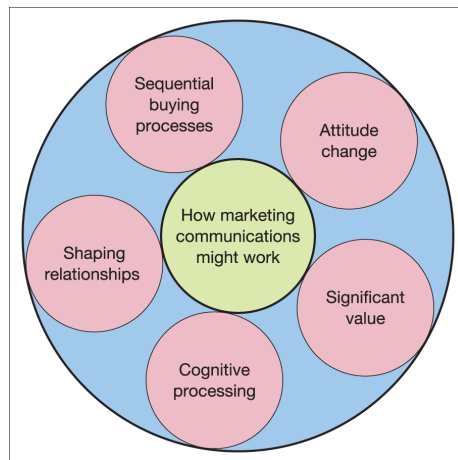 Sequential
buying
processes
Attitude
change
How marketing
communications
might work
Shaping
relationships
Significant
value
Cognitive
processing